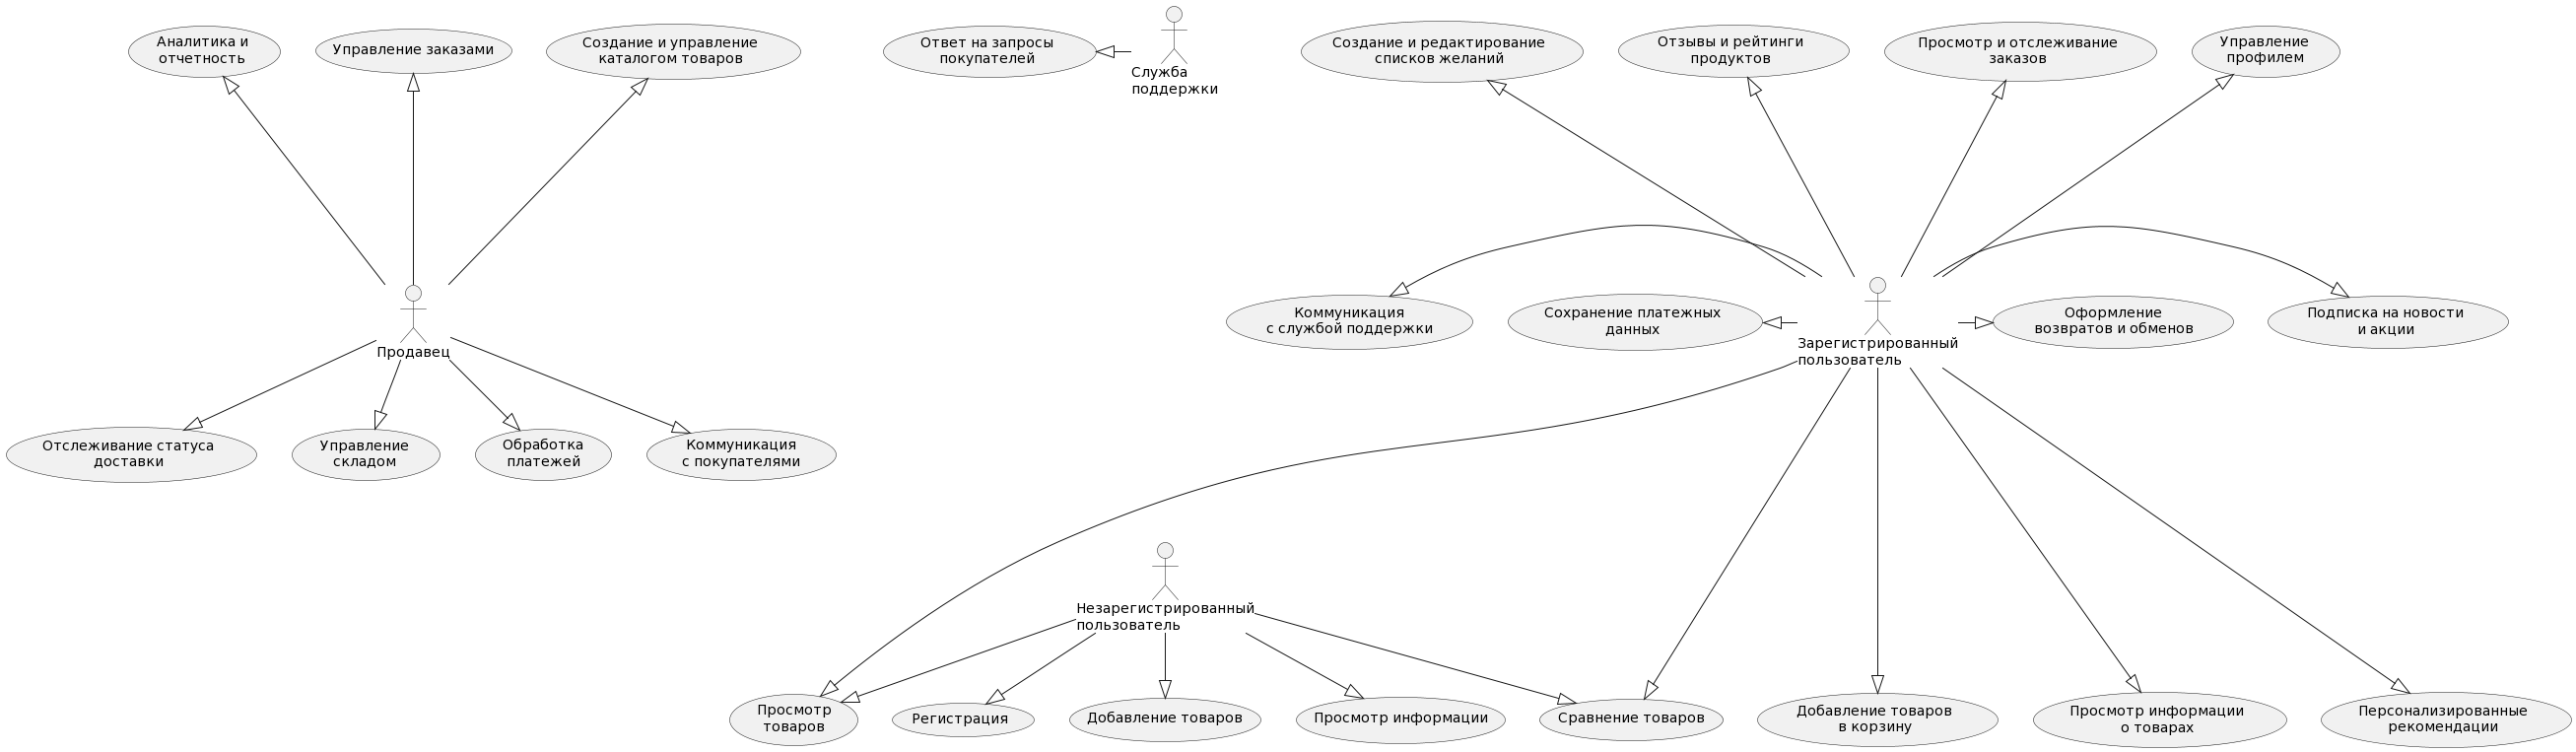 Аналитика и
отчетность
Управление заказами
Создание и управление
каталогом товаров
Ответ на запросы
покупателей
Служба
поддержки
Создание и редактирование
списков желаний
Отзывы и рейтинги
продуктов
Просмотр и отслеживание
заказов
Управление
профилем
Продавец
Коммуникация
с службой поддержки
Сохранение платежных
данных
Зарегистрированный
пользователь
Оформление
возвратов и обменов
Подписка на новости
и акции
Отслеживание статуса
доставки
Управление
складом
Обработка
платежей
Коммуникация
с покупателями
Незарегистрированный
пользователь
Просмотр
товаров
Регистрация
Добавление товаров
Просмотр информации
Сравнение товаров
Добавление товаров
в корзину
Просмотр информации
о товарах
Персонализированные
рекомендации